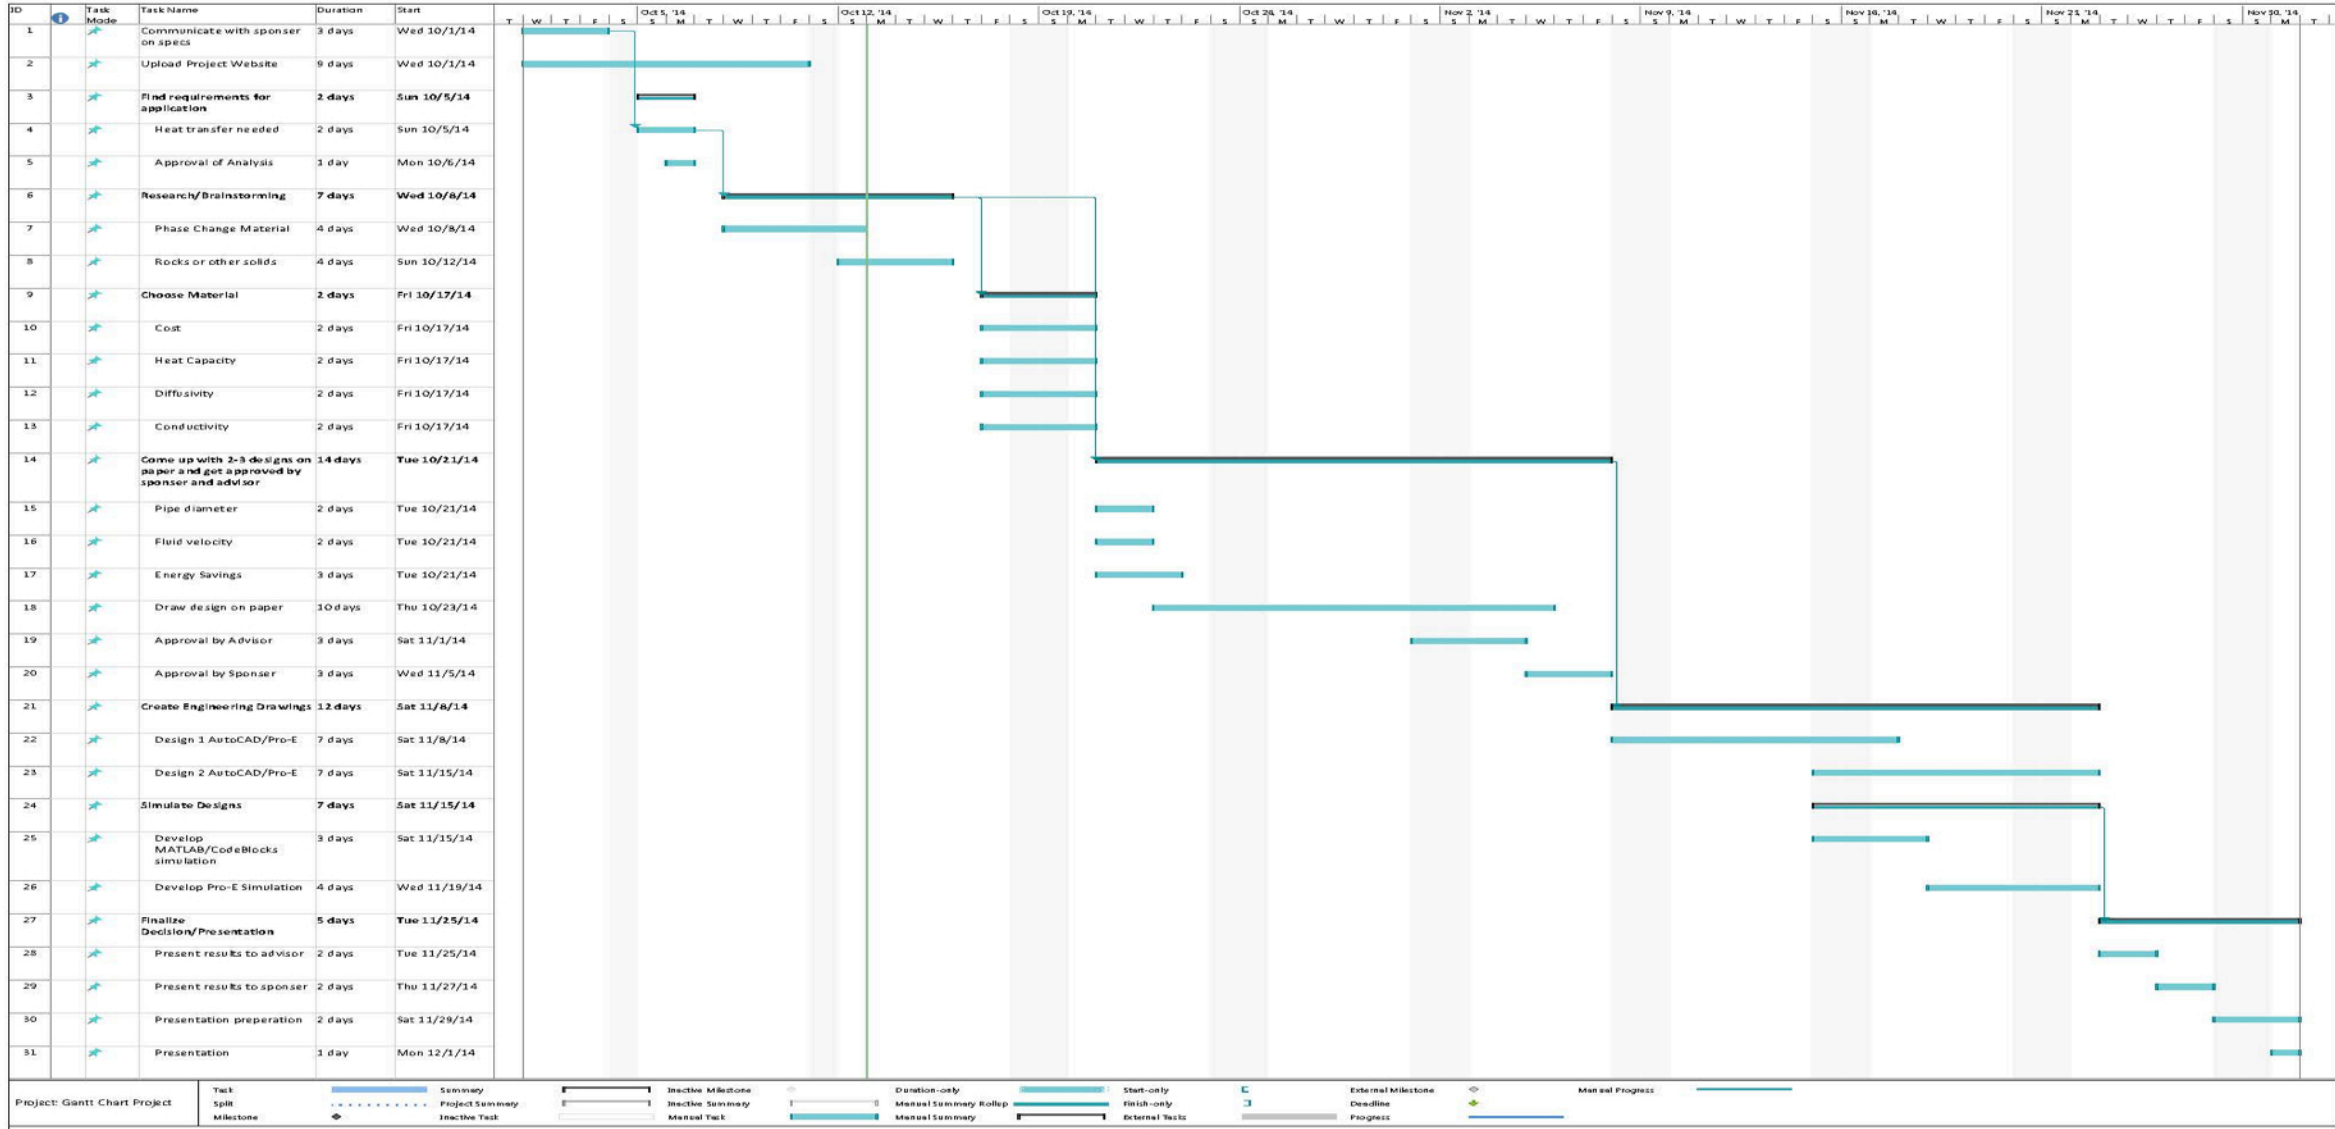 ID Task Mode Task Name Duration Start
Oct 5, '14 Oct 12, '14 Oct 19, '14 Oct 26, '14 Nov 2, '14 Nov 9, '14 Nov 16, '14 Nov 23, '14 Nov 30, '14
T W T F S S M T W T F S S M T W T F S S M T W T F S S M T W T F S S M T W T F S S M T W T F S S M T W T F S S M T W T F S S M T
1 Communicate with sponser on specs 3 days Wed 10/1/14
2 Upload Project Website 9 days Wed 10/1/14
3 Find requirements for application 2 days Sun 10/5/14
4 Heat transfer needed 2 days Sun 10/5/14
5 Approval of Analysis 1 day Mon 10/6/14
6 Research/Brainstorming 7 days Wed 10/8/14
7 Phase Change Material 4 days Wed 10/8/14
8 Rocks or other solids 4 days Sun 10/12/14
9 Choose Material 2 days Fri 10/17/14
10 Cost 2 days Fri 10/17/14
11 Heat Capacity 2 days Fri 10/17/14
12 Diffusivity 2 days Fri 10/17/14
13 Conductivity 2 days Fri 10/17/14
14 Come up with 2-3 designs on paper and get approved by sponser and advisor 14 days Tue 10/21/14
15 Pipe diameter 2 days Tue 10/21/14
16 Fluid velocity 2 days Tue 10/21/14
17 Energy Savings 3 days Tue 10/21/14
18 Draw design on paper 10 days Thu 10/23/14
19 Approval by Advisor 3 days Sat 11/1/14
20 Approval by Sponser 3 days Wed 11/5/14
21 Create Engineering Drawings 12 days Sat 11/8/14
22 Design 1 AutoCAD/Pro-E 7 days Sat 11/8/14
23 Design 2 AutoCAD/Pro-E 7 days Sat 11/15/14
24 Simulate Designs 7 days Sat 11/15/14
25 Develop MATLAB/CodeBlocks simulation 3 days Sat 11/15/14
26 Develop Pro-E Simulation 4 days Wed 11/19/14
27 Finalize Decision/Presentation 5 days Tue 11/25/14
28 Present results to advisor 2 days Tue 11/25/14
29 Present results to sponser 2 days Thu 11/27/14
30 Presentation preperation 2 days Sat 11/29/14
31 Presentation 1 day Mon 12/1/14
Project: Gantt Chart Project
Task Summary Inactive Milestone Duration-only Start-only External Milestone Manual Progress
Split Project Summary Inactive Summary Manual Summary Rollup Finish-only Deadline
Milestone Inactive Task Manual Task Manual Summary External Tasks Progress